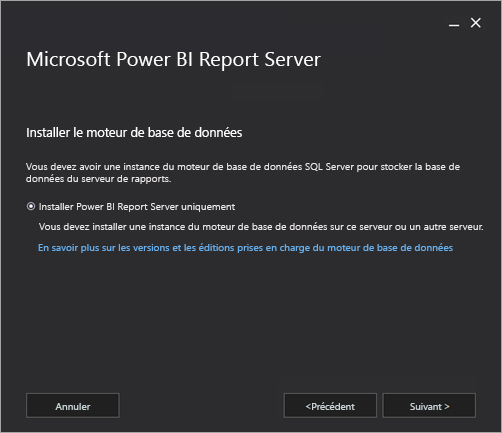 Microsoft Power BI Report Server
Installer le moteur de base de données
Vous devez avoir une instance du moteur de base de données SQL Server pour stocker la base de
données du serveur de rapports.
Installer Power BI Report Server uniquement
Vous devez installer une instance du moteur de base de données sur ce serveur ou un autre serveur.
En savoir plus sur les versions et les éditions prises en charge du moteur de base de données
Annuler
<Précédent
Suivant >